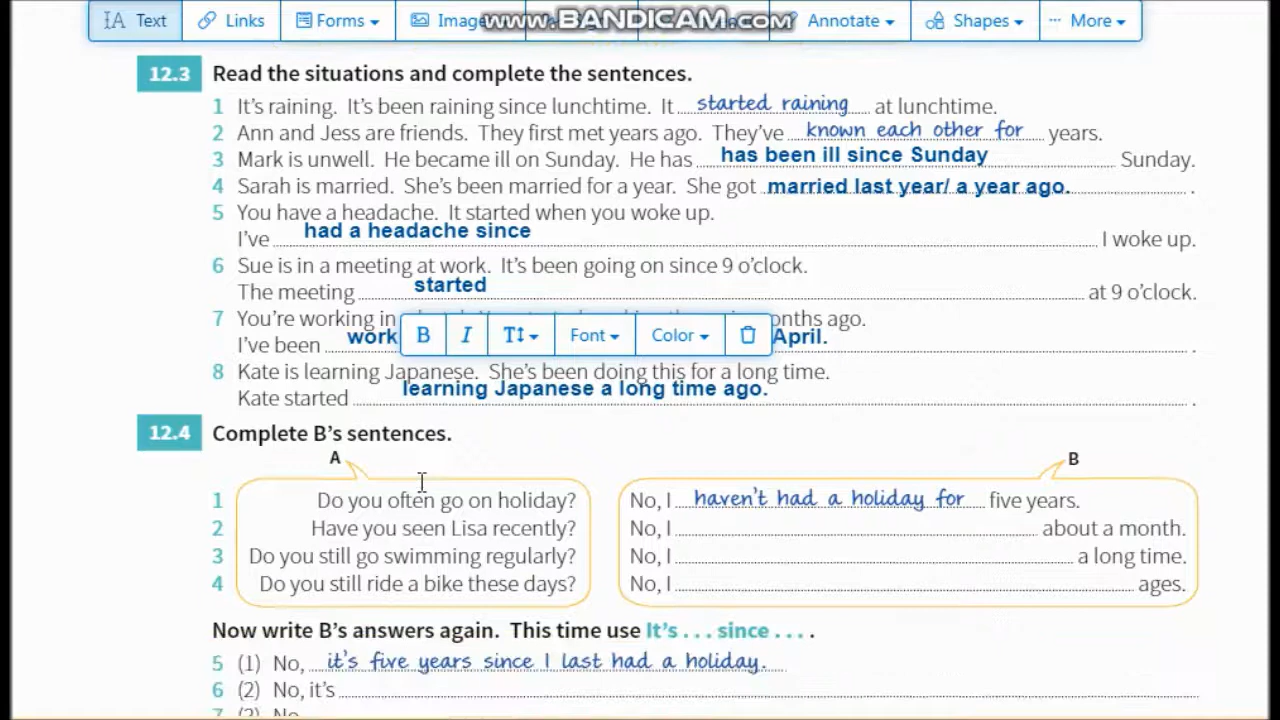 Text Links Forms Image www.BANDICAM.com Annotate Shapes More
12.3 Read the situations and complete the sentences.
1 It's raining. It's been raining since lunchtime. It started raining at lunchtime.
2 Ann and Jess are friends. They first met years ago. They've known each other for years.
3 Mark is unwell. He became ill on Sunday. He has has been ill since Sunday Sunday.
4 Sarah is married. She's been married for a year. She got married last year/ a year ago. .
5 You have a headache. It started when you woke up.
I've had a headache since I woke up.
6 Sue is in a meeting at work. It's been going on since 9 o'clock.
The meeting started at 9 o'clock.
7 You're working in onths ago.
B I Font Color
I've been work April. .
8 Kate is learning Japanese. She's been doing this for a long time.
Kate started learning Japanese a long time ago. .
12.4 Complete B's sentences.
A B
1 Do you often go on holiday? No, I haven't had a holiday for five years.
2 Have you seen Lisa recently? No, I about a month.
3 Do you still go swimming regularly? No, I a long time.
4 Do you still ride a bike these days? No, I ages.
Now write B's answers again. This time use It's . . . since . . . .
5 (1) No, it's five years since I last had a holiday.
6 (2) No, it's
7 (3) No